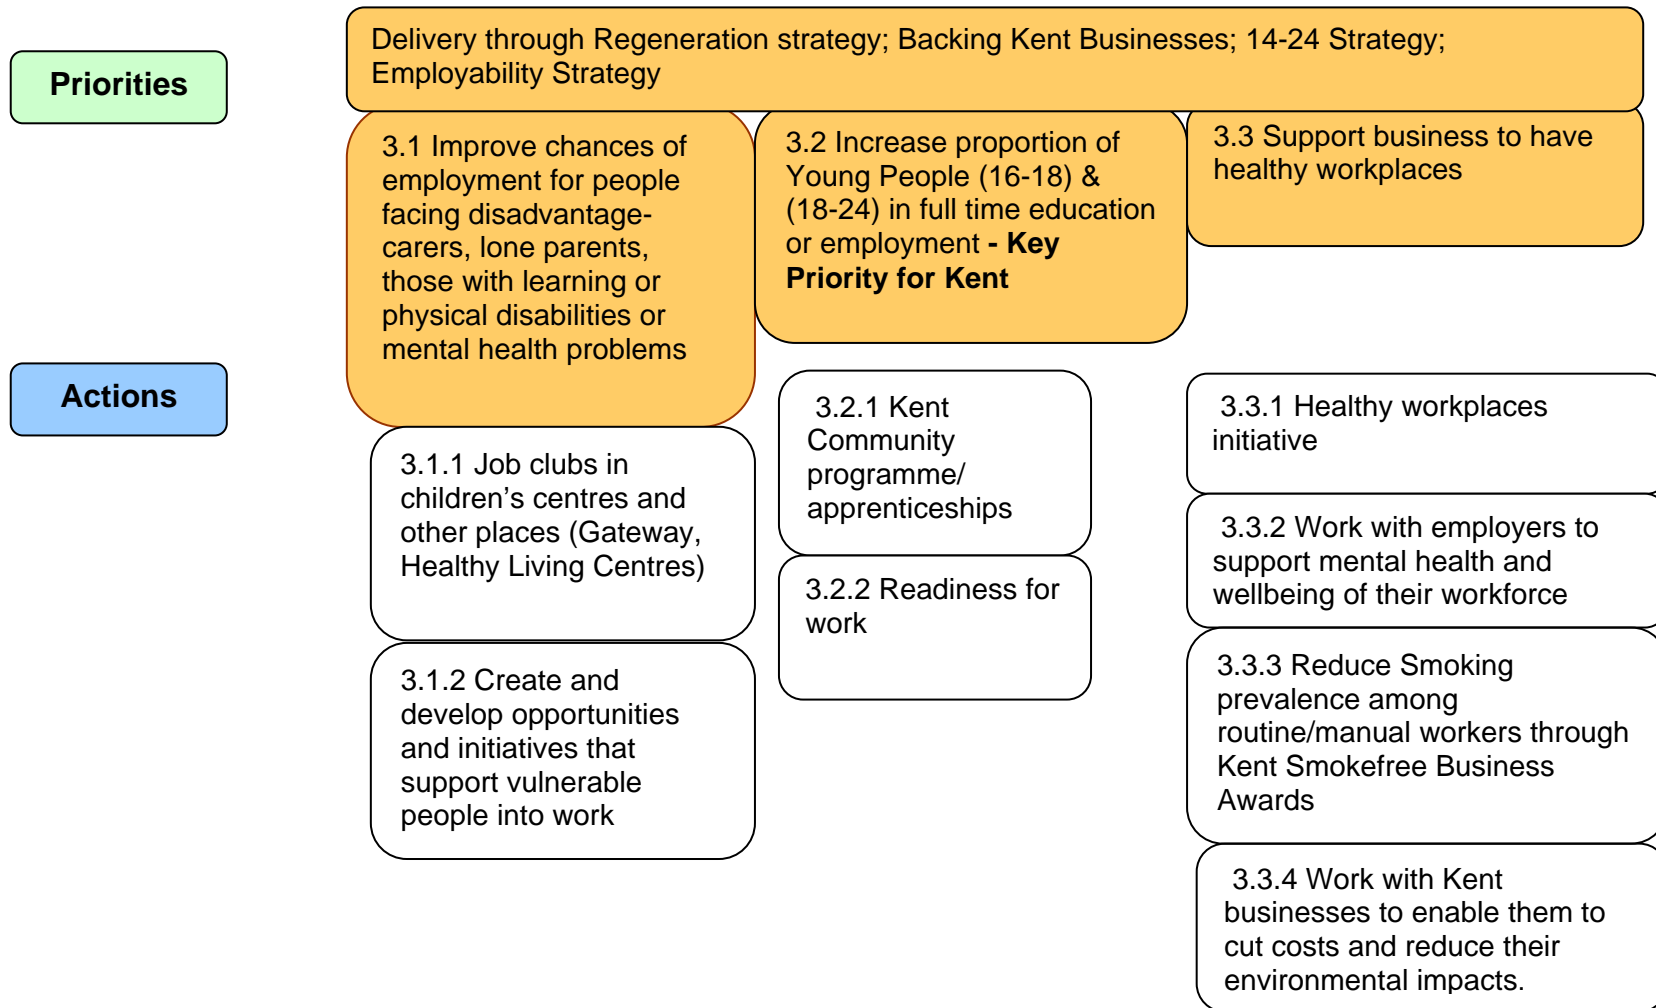 Priorities
Delivery through Regeneration strategy; Backing Kent Businesses; 14-24 Strategy;
Employability Strategy
3.1 Improve chances of
employment for people
facing disadvantage-
carers, lone parents,
those with learning or
physical disabilities or
mental health problems
3.2 Increase proportion of
Young People (16-18) &
(18-24) in full time education
or employment - Key
Priority for Kent
3.3 Support business to have
healthy workplaces
Actions
3.1.1 Job clubs in
children’s centres and
other places (Gateway,
Healthy Living Centres)
3.1.2 Create and
develop opportunities
and initiatives that
support vulnerable
people into work
3.2.1 Kent
Community
programme/
apprenticeships
3.2.2 Readiness for
work
3.3.1 Healthy workplaces
initiative
3.3.2 Work with employers to
support mental health and
wellbeing of their workforce
3.3.3 Reduce Smoking
prevalence among
routine/manual workers through
Kent Smokefree Business
Awards
3.3.4 Work with Kent
businesses to enable them to
cut costs and reduce their
environmental impacts.